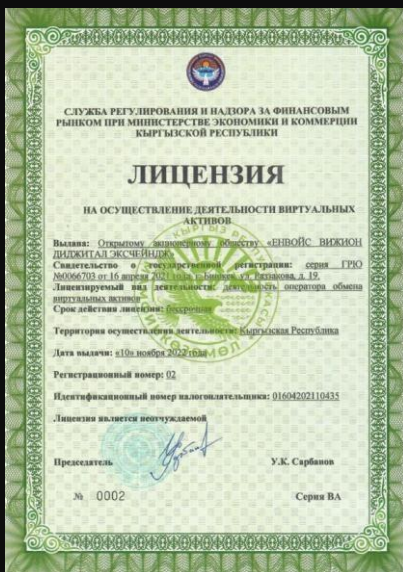 СЛУЖБА РЕГУЛИРОВАНИЯ И НАДЗОРА ЗА ФИНАНСОВЫМ
РЫНКОМ ПРИ МИНИСТЕРСТВЕ ЭКОНОМИКИ И КОММЕРЦИИ
КЫРГЫЗСКОЙ РЕСПУБЛИКИ
ЛИЦЕНЗИЯ
НА ОСУЩЕСТВЛЕНИЕ ДЕЯТЕЛЬНОСТИ ВИРТУАЛЬНЫХ
АКТИВОВ
Выдана: Открытому акционерному обществу «ЕНВОЙС ВИЖИОН
ДИДЖИТАЛ ЭКСЧЕЙНДЖ»
Свидетельство о государственной регистрации: серия ГРЮ
№0066703 от 16 апреля 2021 года, г. Бишкек, ул. Раззакова, д. 19.
Лицензируемый вид деятельности: деятельность оператора обмена
виртуальных активов
Срок действия лицензии: бессрочная
Территория осуществления деятельности: Кыргызская Республика
Дата выдачи: «10» ноября 2022 года
Регистрационный номер: 02
Идентификационный номер налогоплательщика: 01604202110435
Лицензия является неотчуждаемой
Председатель У.К. Сарбанов
№ 0002 Серия ВА